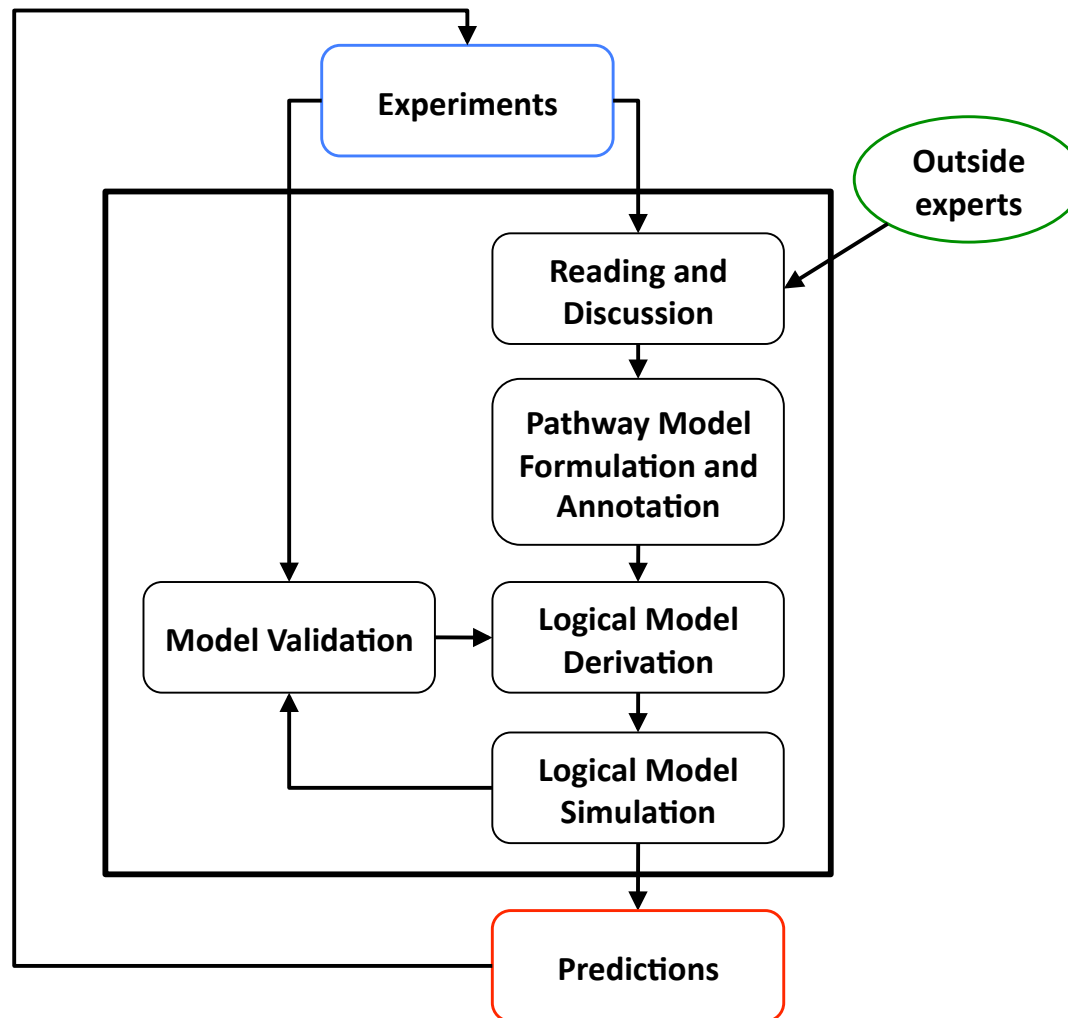 Experiments
Outside
experts
Reading and
Discussion
Pathway Model
Formulation and
Annotation
Model Validation
Logical Model
Derivation
Logical Model
Simulation
Predictions